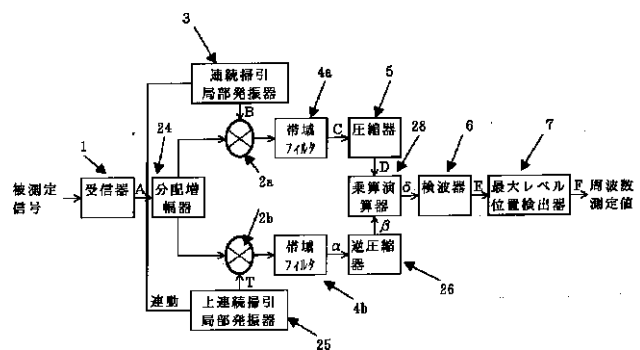 3
連続掃引
局部発振器
4a
5
B
24
帯域
フィルタ
C
圧縮器
28
6
7
1
2a
D
被測定
信号
受信器
A
分配増
幅器
乗算演
算器
δ
検波器
E
最大レベル
位置検出器
F
周波数
測定値
2b
β
帯域
フィルタ
α
逆圧縮
器
T
26
連動
上連続掃引
局部発振器
4b
25